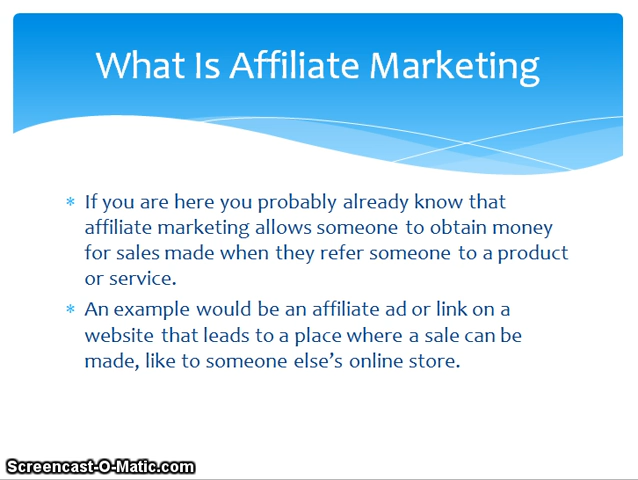 What Is Affiliate Marketing
* If you are here you probably already know that
affiliate marketing allows someone to obtain money
for sales made when they refer someone to a product
or service.
* An example would be an affiliate ad or link on a
website that leads to a place where a sale can be
made, like to someone else’s online store.
Screencast-O-Matic.com